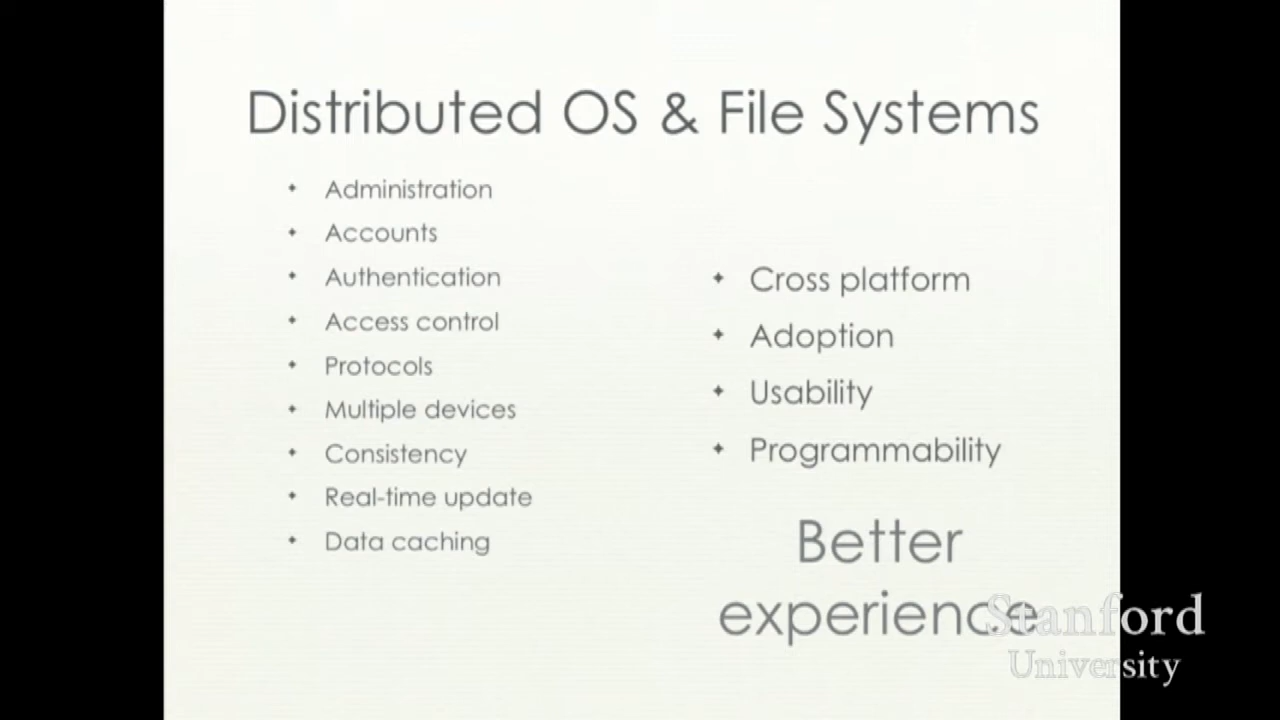 Distributed OS & File Systems
Administration
Accounts
Authentication
Access control
Protocols
Multiple devices
Consistency
Real-time update
Data caching
Cross platform
Adoption
Usability
Programmability
Better
experience
Stanford
University